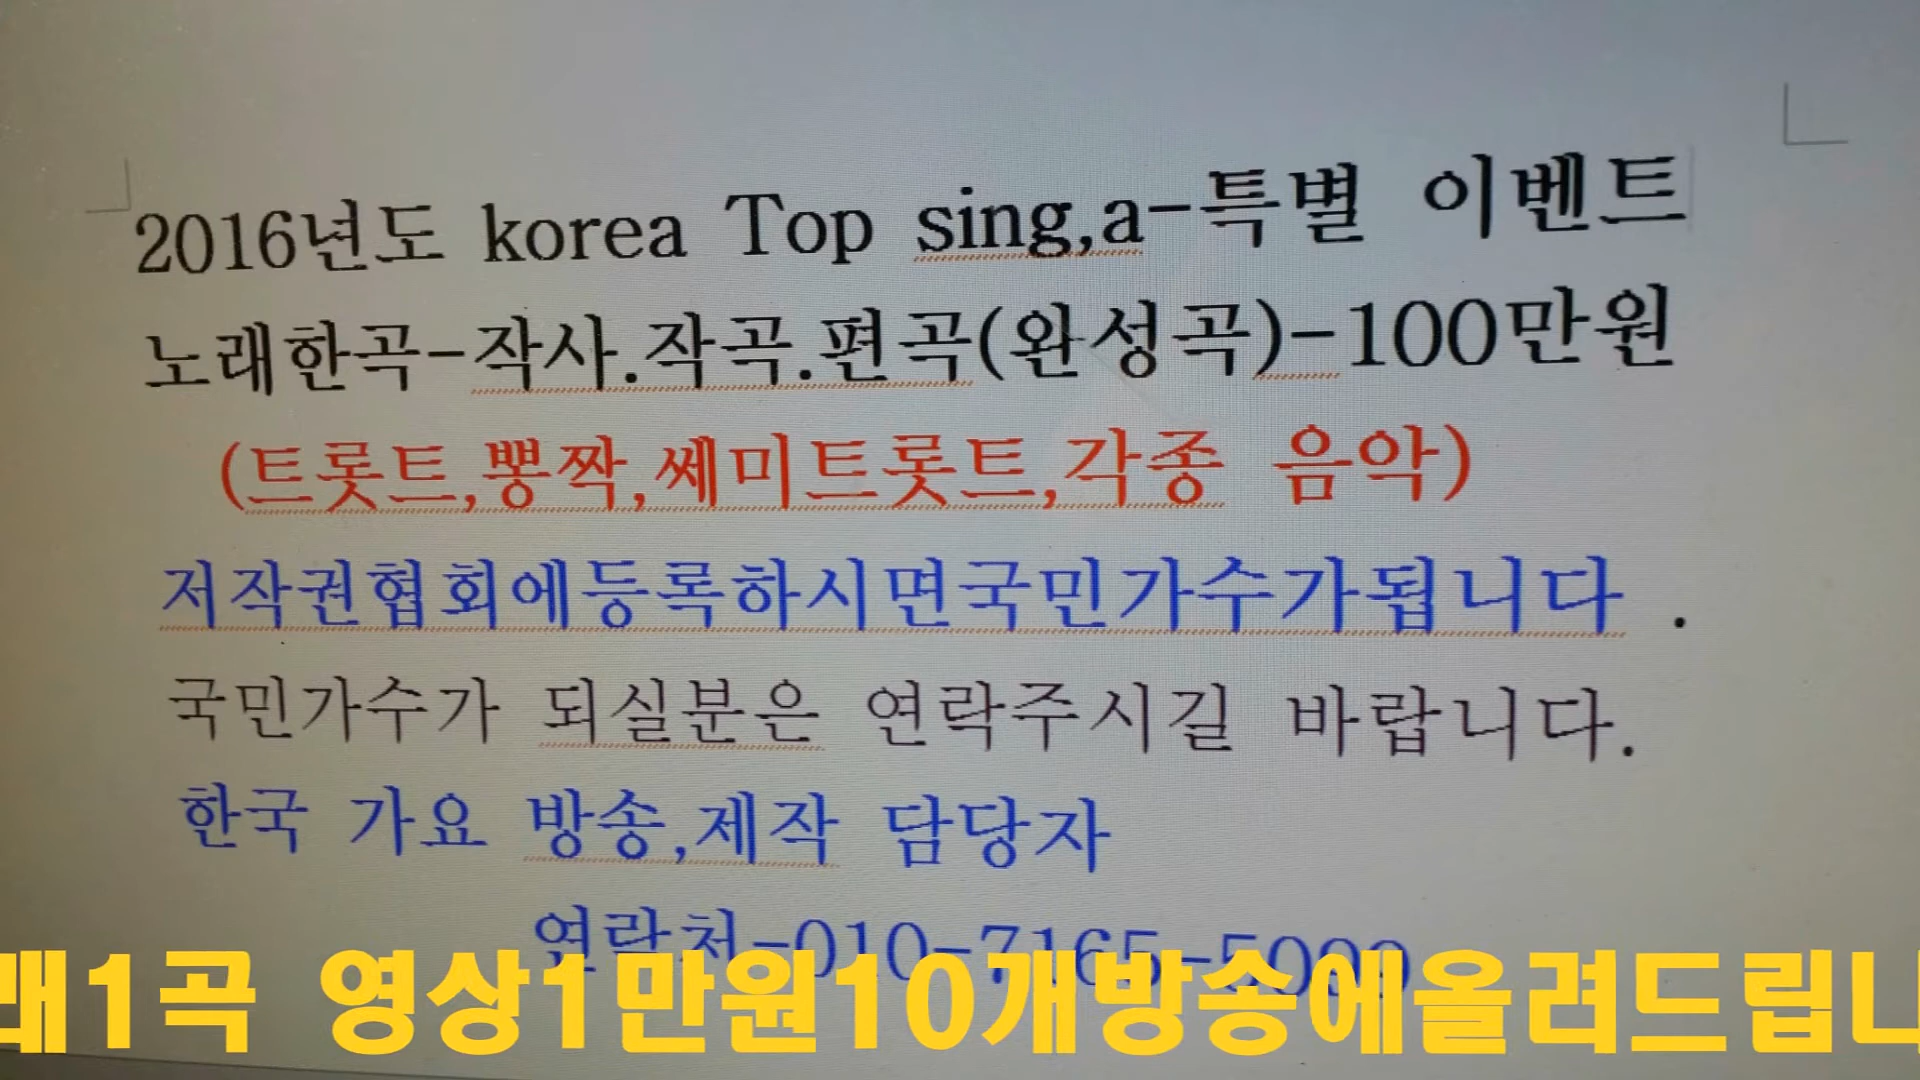 2016년도 korea Top sing,a-특별 이벤트
노래한곡-작사.작곡.편곡(완성곡)-100만원
(트롯트,뽕짝,쎄미트롯트,각종 음악)
저작권협회에등록하시면국민가수가됩니다 .
국민가수가 되실분은 연락주시길 바랍니다.
한국 가요 방송,제작 담당자
연락처-010-7165-5099
래1곡 영상1만원10개방송에올려드립니